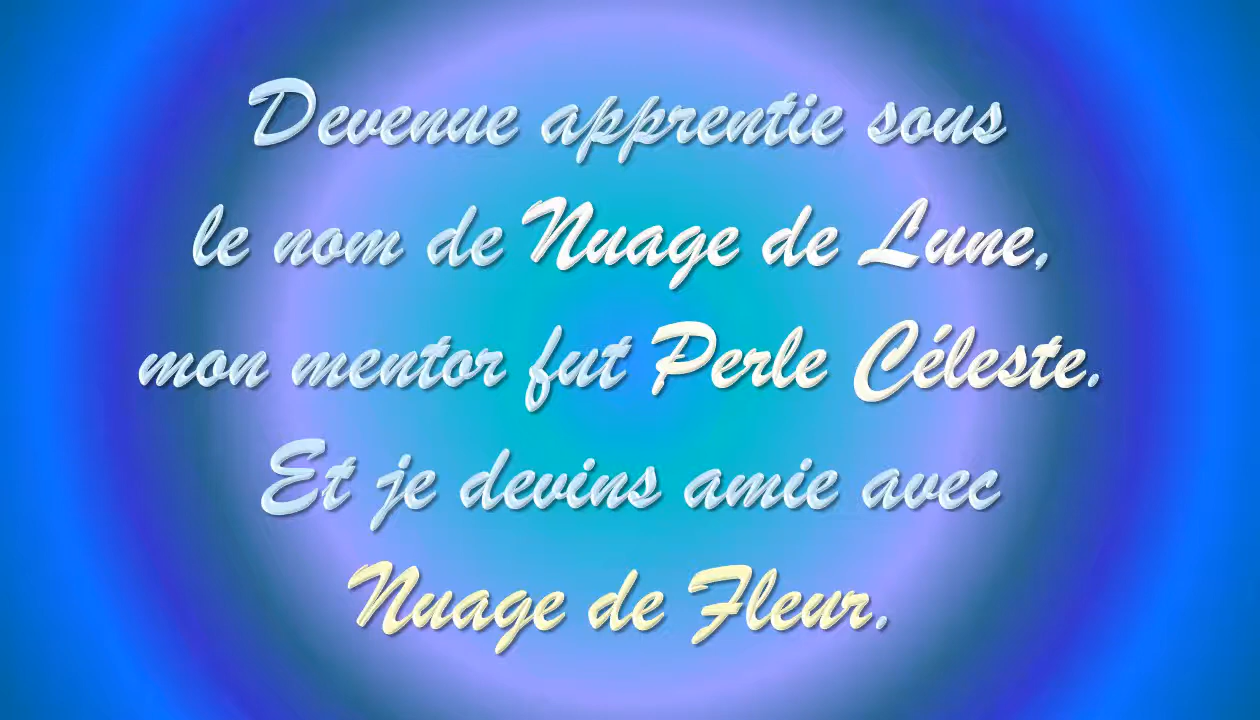 Devenue apprentie sous
le nom de Nuage de Lune,
mon mentor fut Perle Céleste.
Et je devins amie avec
Nuage de Fleur.